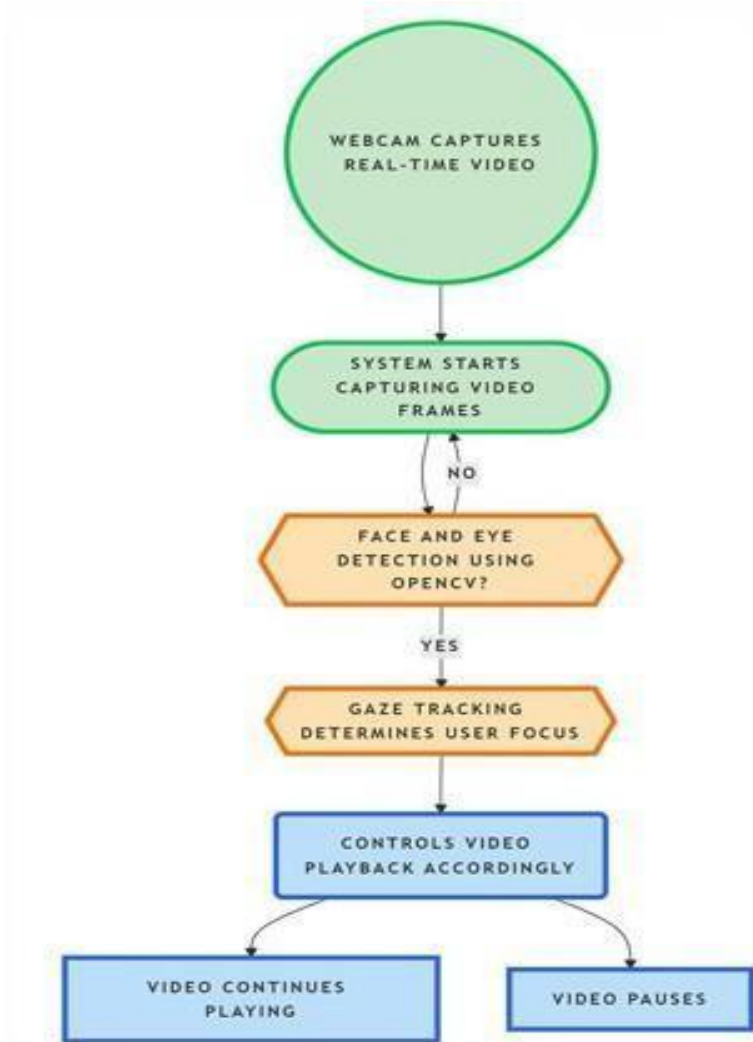 WEBCAM CAPTURES
REAL-TIME VIDEO
SYSTEM STARTS
CAPTURING VIDEO
FRAMES
NO
FACE AND EYE
DETECTION USING
OPENCV?
YES
GAZE TRACKING
DETERMINES USER FOCUS
CONTROLS VIDEO
PLAYBACK ACCORDINGLY
VIDEO CONTINUES
PLAYING
VIDEO PAUSES